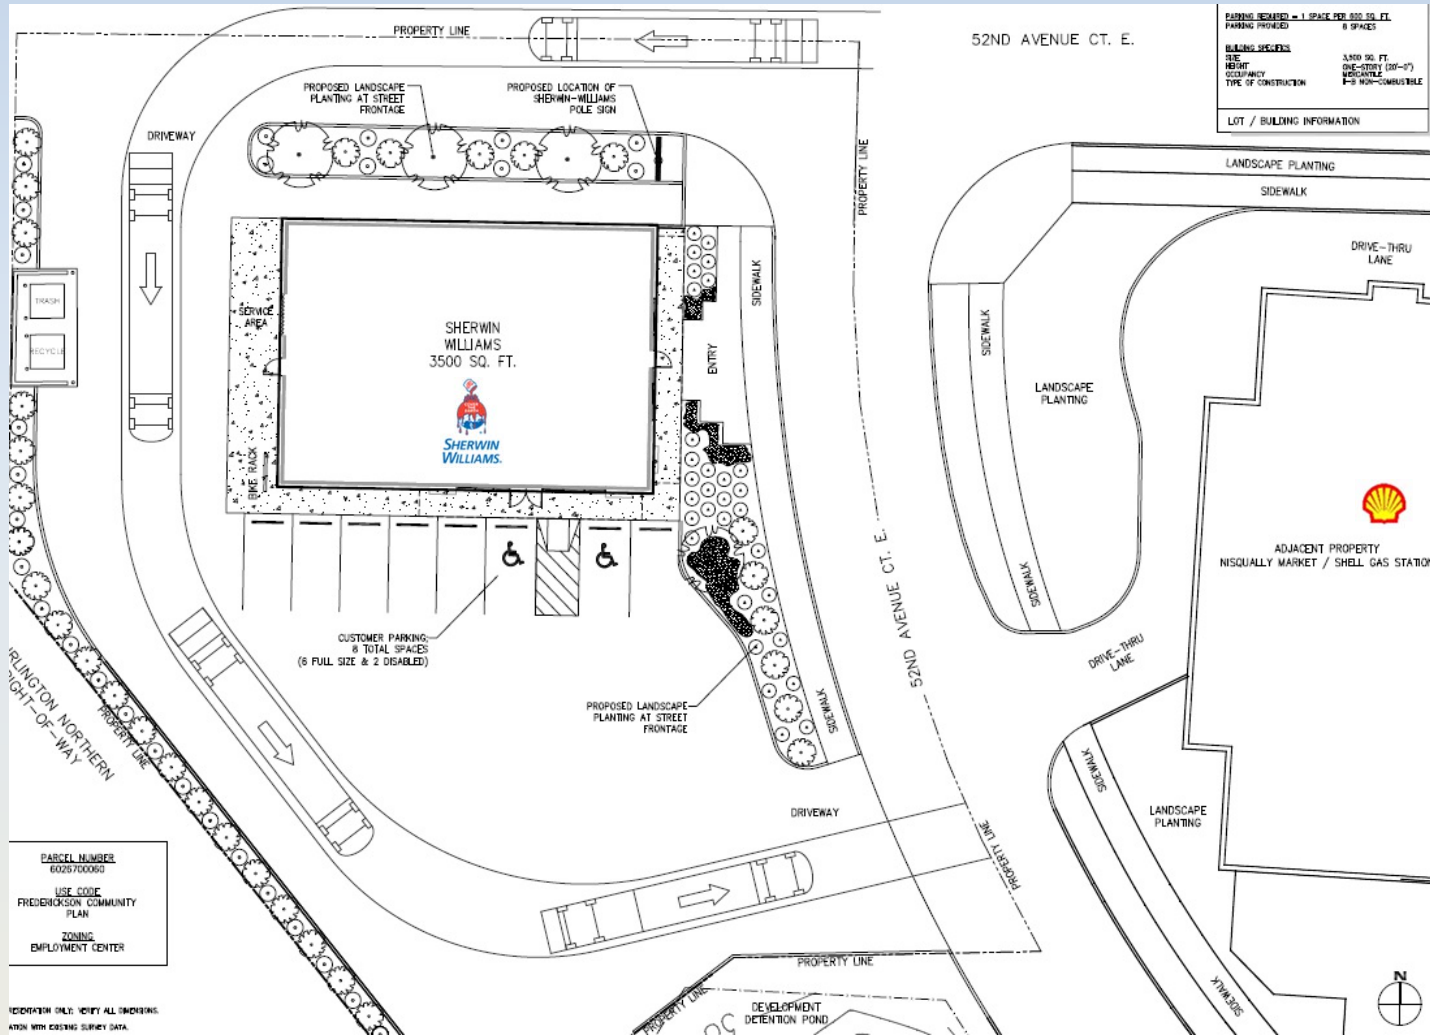 PROPERTY LINE
52ND AVENUE CT. E.
PARKING REQUIRED = 1 SPACE PER 600 SQ. FT.
PARKING PROVIDED 8 SPACES
BUILDING SPECIFICS
SIZE 3,500 SQ. FT.
HEIGHT ONE-STORY (20'-0")
OCCUPANCY MERCANTILE
TYPE OF CONSTRUCTION II-B NON-COMBUSTIBLE
LOT / BUILDING INFORMATION
PROPOSED LANDSCAPE
PLANTING AT STREET
FRONTAGE
PROPOSED LOCATION OF
SHERWIN-WILLIAMS
POLE SIGN
DRIVEWAY
PROPERTY LINE
LANDSCAPE PLANTING
SIDEWALK
DRIVE-THRU
LANE
TRASH
RECYCLE
SERVICE
AREA
SHERWIN
WILLIAMS
3500 SQ. FT.
SHERWIN
WILLIAMS.
SIDEWALK
ENTRY
SIDEWALK
LANDSCAPE
PLANTING
BIKE RACK
ADJACENT PROPERTY
NISQUALLY MARKET / SHELL GAS STATION
52ND AVENUE CT. E.
SIDEWALK
CUSTOMER PARKING:
8 TOTAL SPACES
(6 FULL SIZE & 2 DISABLED)
DRIVE-THRU
LANE
PROPOSED LANDSCAPE
PLANTING AT STREET
FRONTAGE
SIDEWALK
RLINGTON NORTHERN
IGHT-OF-WAY
PROPERTY LINE
SIDEWALK
DRIVEWAY
LANDSCAPE
PLANTING
PROPERTY LINE
PARCEL NUMBER
6026700060
USE CODE
FREDERICKSON COMMUNITY
PLAN
ZONING
EMPLOYMENT CENTER
PROPERTY LINE
PROPERTY LINE
DEVELOPMENT
DETENTION POND
SIDEWALK
N
RESENTATION ONLY: VERIFY ALL DIMENSIONS.
ATION WITH EXISTING SURVEY DATA.